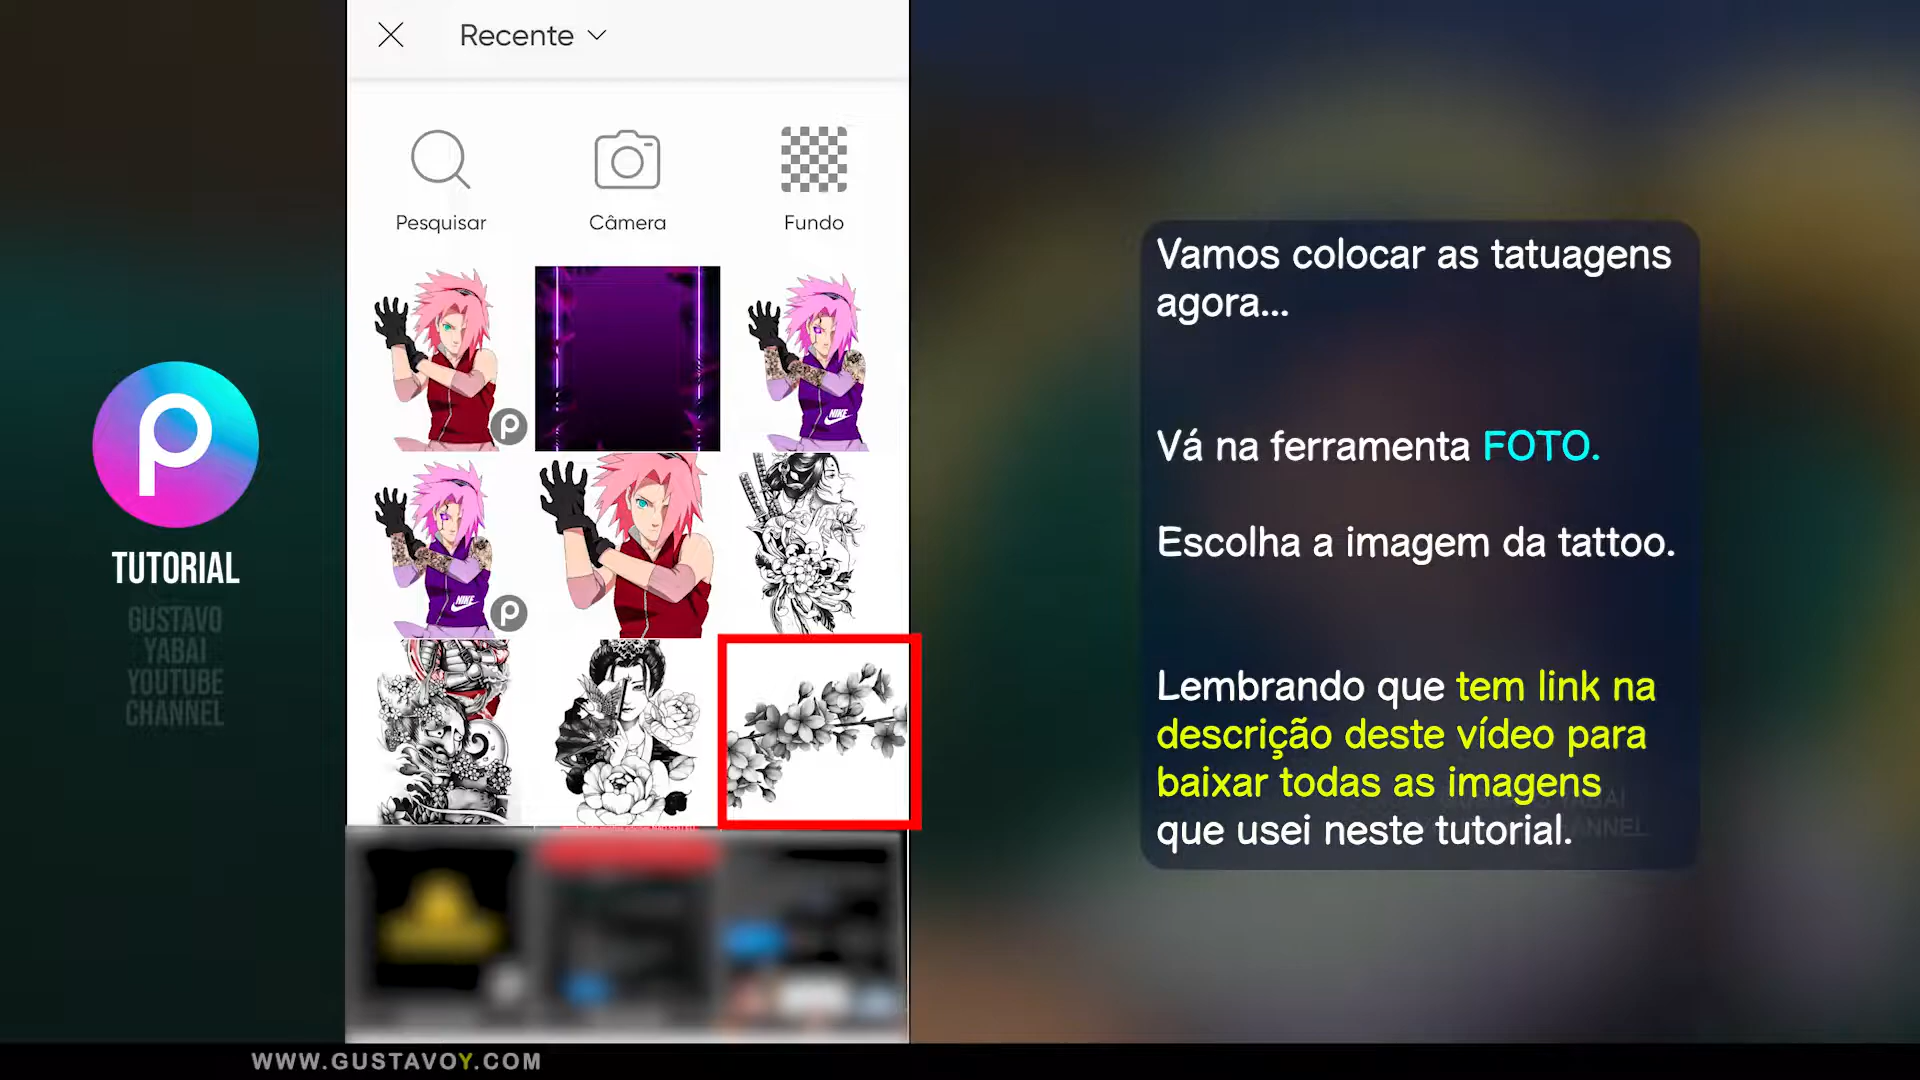 Recente
Pesquisar
Câmera
Fundo
NIKE
NIKE
TUTORIAL
GUSTAVO
YABAI
YOUTUBE
CHANNEL
Vamos colocar as tatuagens
agora...
Vá na ferramenta FOTO.
Escolha a imagem da tattoo.
Lembrando que tem link na
descrição deste vídeo para
baixar todas as imagens
que usei neste tutorial.
WWW.GUSTAVOY.COM